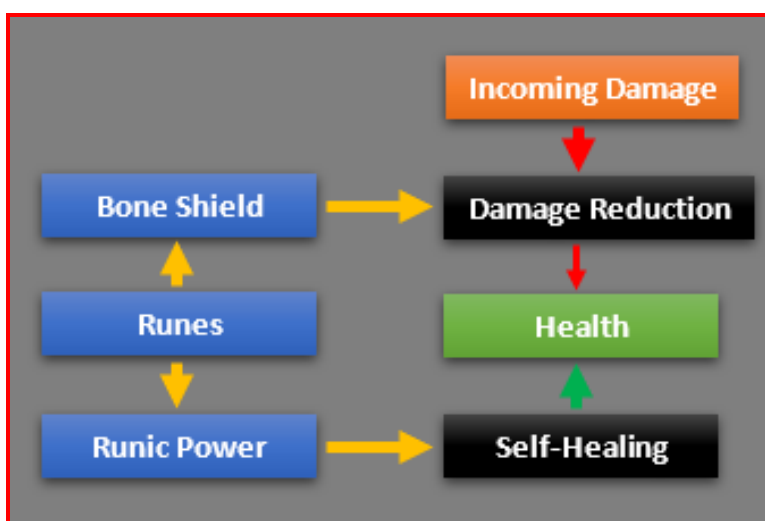 Incoming Damage
Bone Shield
Damage Reduction
Runes
Health
Runic Power
Self-Healing